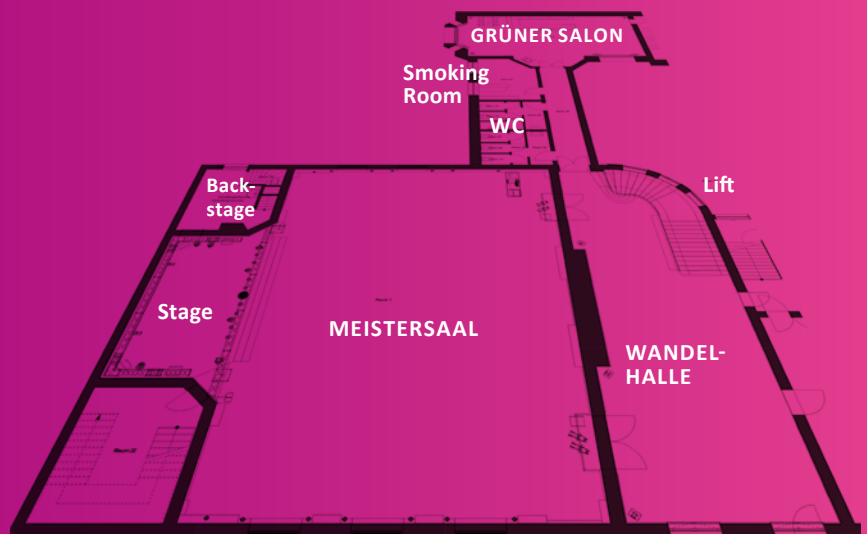 GRÜNER SALON
Smoking
Room
WC
Back-
stage
Lift
Stage
MEISTERSAAL
WANDEL-
HALLE